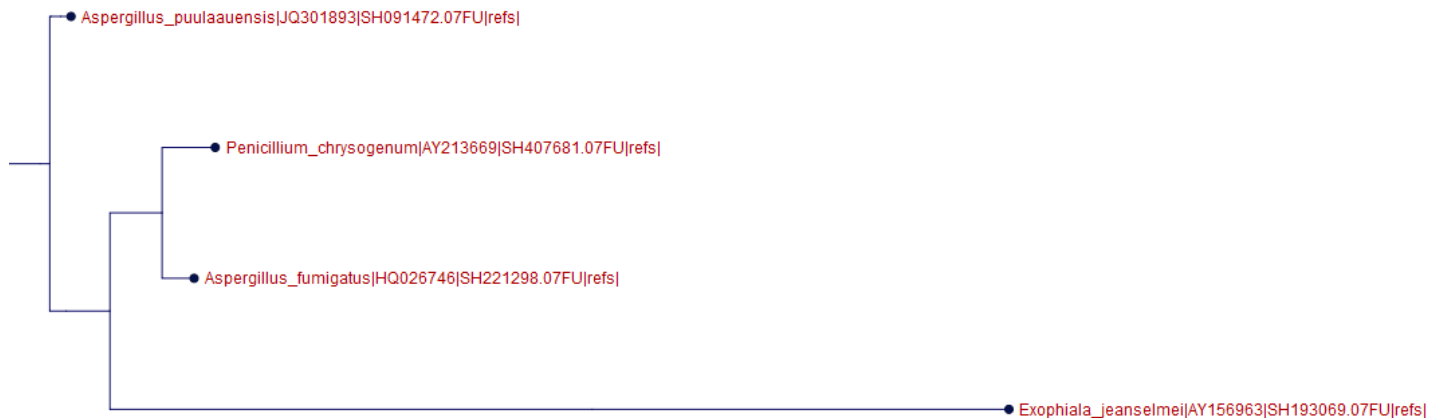 Aspergillus_puulaauensis|JQ301893|SH091472.07FU|refs|
Penicillium_chrysogenum|AY213669|SH407681.07FU|refs|
Aspergillus_fumigatus|HQ026746|SH221298.07FU|refs|
Exophiala_jeanselmei|AY156963|SH193069.07FU|refs|